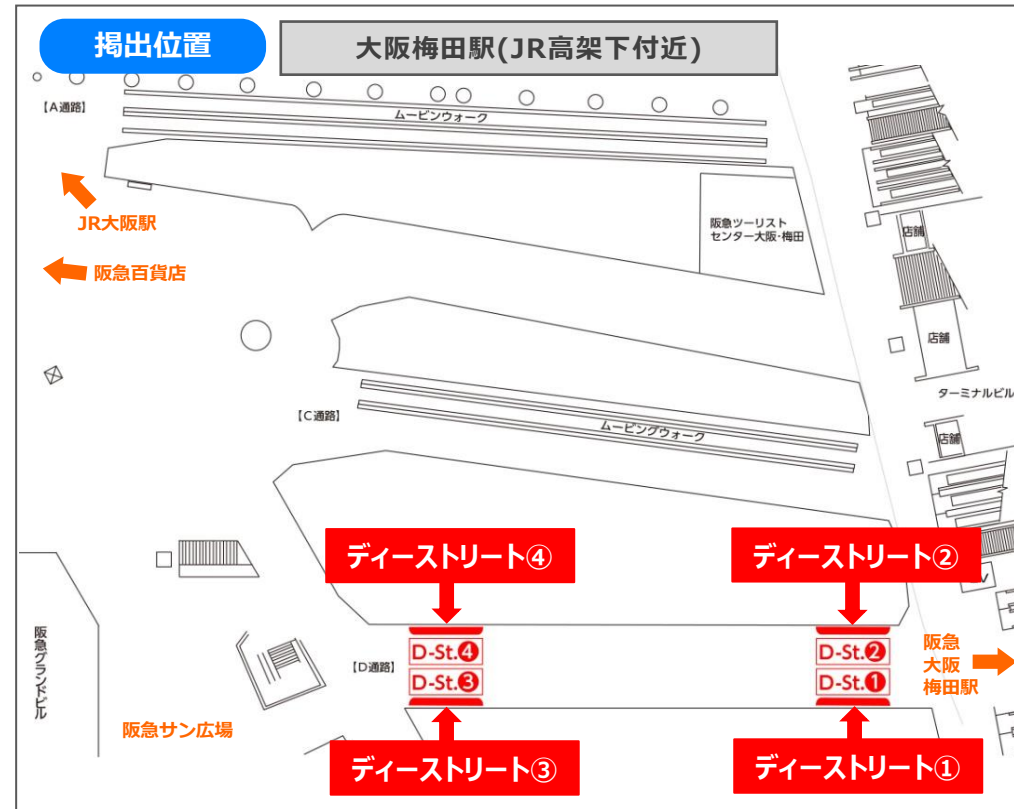 掲出位置
大阪梅田駅(JR高架下付近)
【A通路】
ムービンウォーク
JR大阪駅
阪急ツーリスト
センター大阪・梅田
店舗
阪急百貨店
店舗
ターミナルビル
【C通路】
ムービングウォーク
店舗
ディーストリート④
ディーストリート②
阪急グランドビル
【D通路】
D-St.❹
D-St.❸
D-St.❷
D-St.❶
阪急
大阪
梅田駅
阪急サン広場
ディーストリート③
ディーストリート①